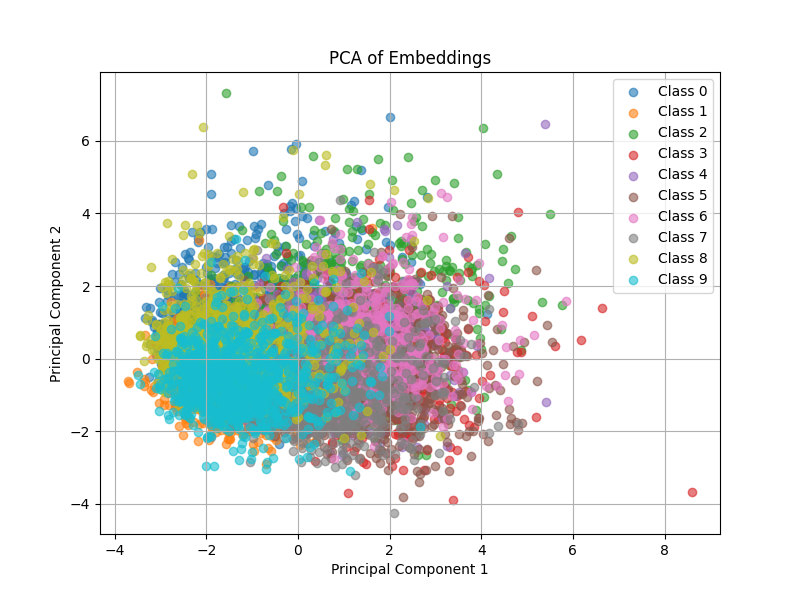 PCA of Embeddings
Class 0
Class 1
Class 2
Class 3
Class 4
Class 5
Class 6
Class 7
Class 8
Class 9
Principal Component 2
6
4
2
0
−2
−4
−4 −2 0 2 4 6 8
Principal Component 1